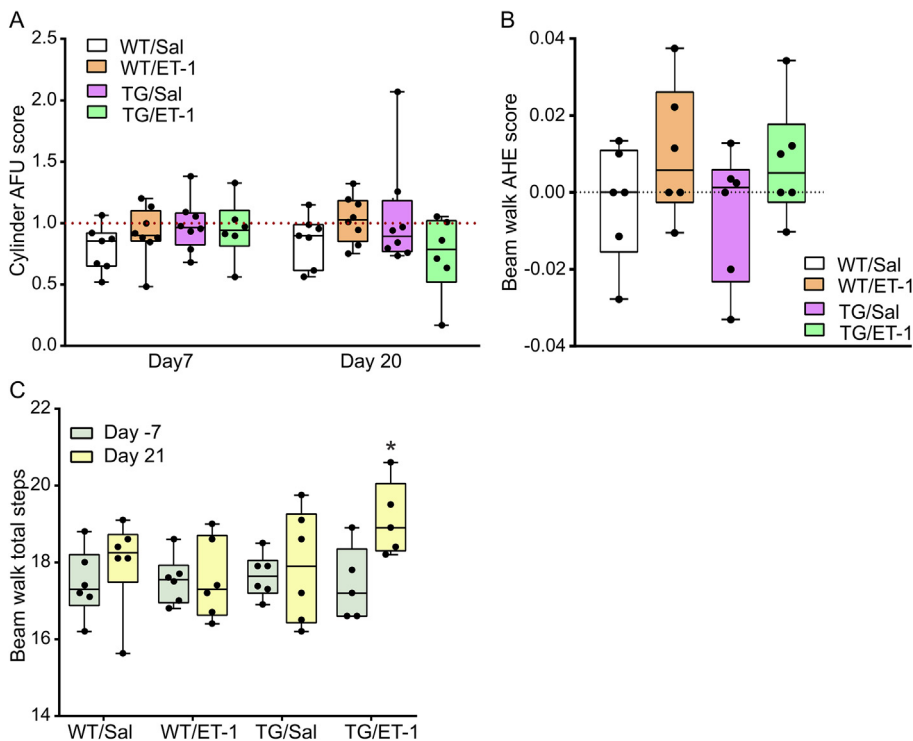 A
Cylinder AFU score
2.5
2.0
1.5
1.0
0.5
0.0
WT/Sal
WT/ET-1
TG/Sal
TG/ET-1
Day7
Day 20
B
Beam walk AHE score
0.04
0.02
0.00
-0.02
-0.04
WT/Sal
WT/ET-1
TG/Sal
TG/ET-1
C
Beam walk total steps
22
20
18
16
14
Day -7
Day 21
*
WT/Sal
WT/ET-1
TG/Sal
TG/ET-1